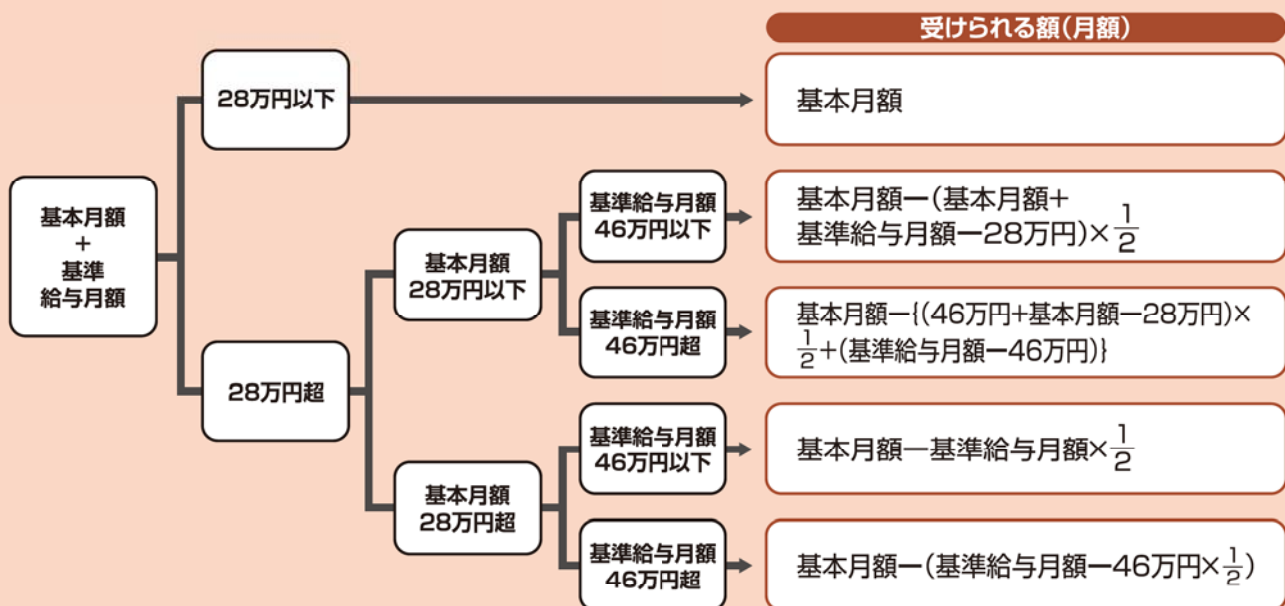 受けられる額(月額)
28万円以下
基本月額
基本月額
+
基準
給与月額
28万円超
基本月額
28万円以下
基準給与月額
46万円以下
基本月額ー(基本月額+
基準給与月額ー28万円)×1/2
基準給与月額
46万円超
基本月額ー{(46万円+基本月額ー28万円)×
1/2+(基準給与月額ー46万円)}
基本月額
28万円超
基準給与月額
46万円以下
基本月額―基準給与月額×1/2
基準給与月額
46万円超
基本月額ー(基準給与月額ー46万円×1/2)